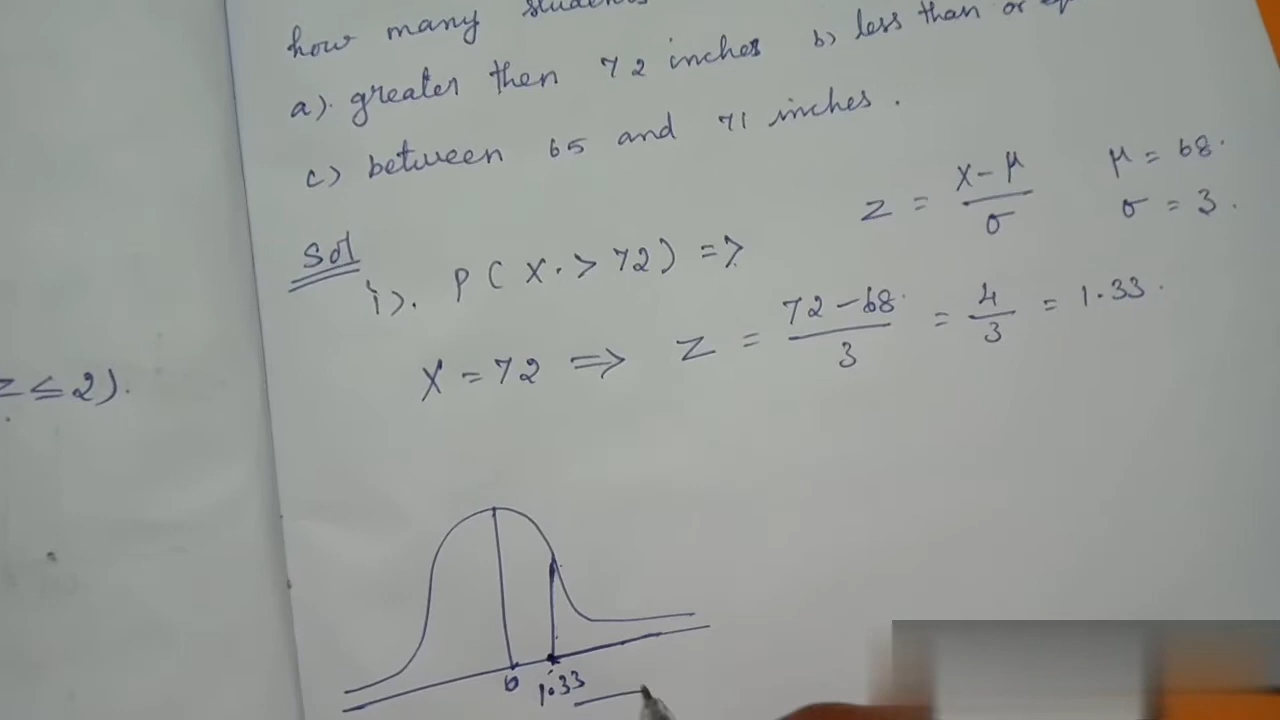 how many students
a). greater then 72 inches b) less than or
c) between 65 and 71 inches.
z = x-μ / σ μ = 68.
σ = 3.
Sol
i). P(X.>72) =>
X = 72 => Z = 72-68. / 3 = 4/3 = 1.33.
z ≤ 2).
0 1.33